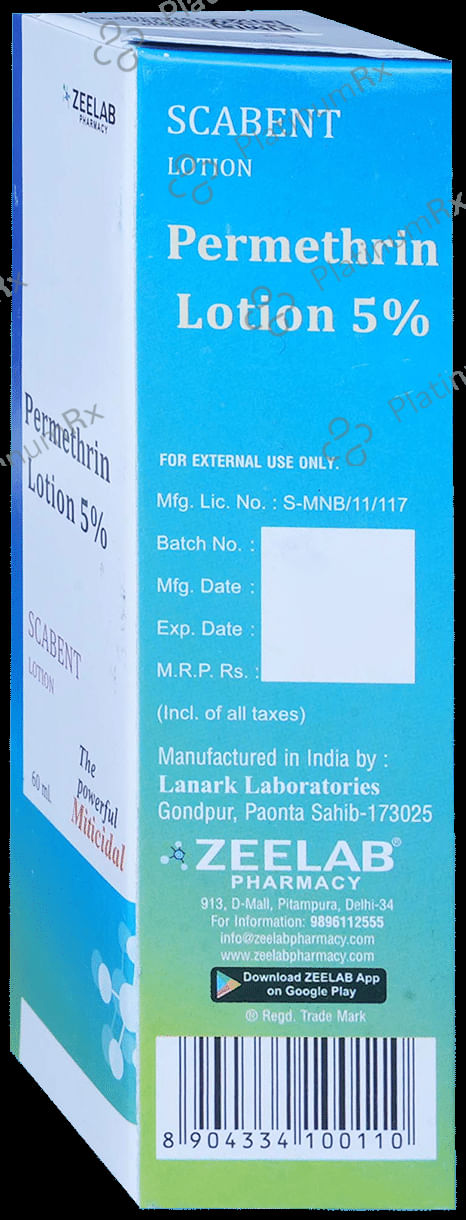 ZEELAB
PHARMACY
Permethrin
Lotion 5%
SCABENT
LOTION
60 mL
The
powerful
Miticidal
SCABENT
LOTION
Permethrin
Lotion 5%
FOR EXTERNAL USE ONLY.
Mfg. Lic. No. : S-MNB/11/117
Batch No. :
Mfg. Date :
Exp. Date :
M.R.P. Rs. :
(Incl. of all taxes)
Manufactured in India by :
Lanark Laboratories
Gondpur, Paonta Sahib-173025
ZEELAB®
PHARMACY
913, D-Mall, Pitampura, Delhi-34
For Information: 9896112555
info@zeelabpharmacy.com
www.zeelabpharmacy.com
Download ZEELAB App
on Google Play
® Regd. Trade Mark
8 904334 100110
PlatinumRx
PlatinumRx
PlatinumRx